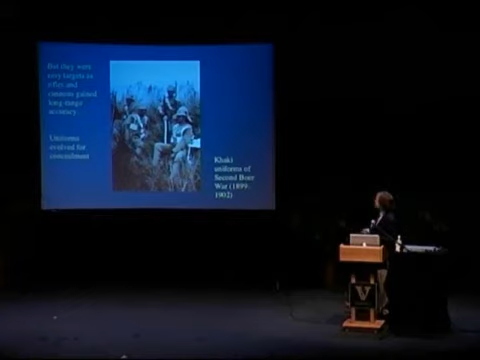 But they were
easy targets as
rifles and
cannons gained
long-range
accuracy
Uniforms
evolved for
concealment
Khaki
uniforms of
Second Boer
War (1899-
1902)
V